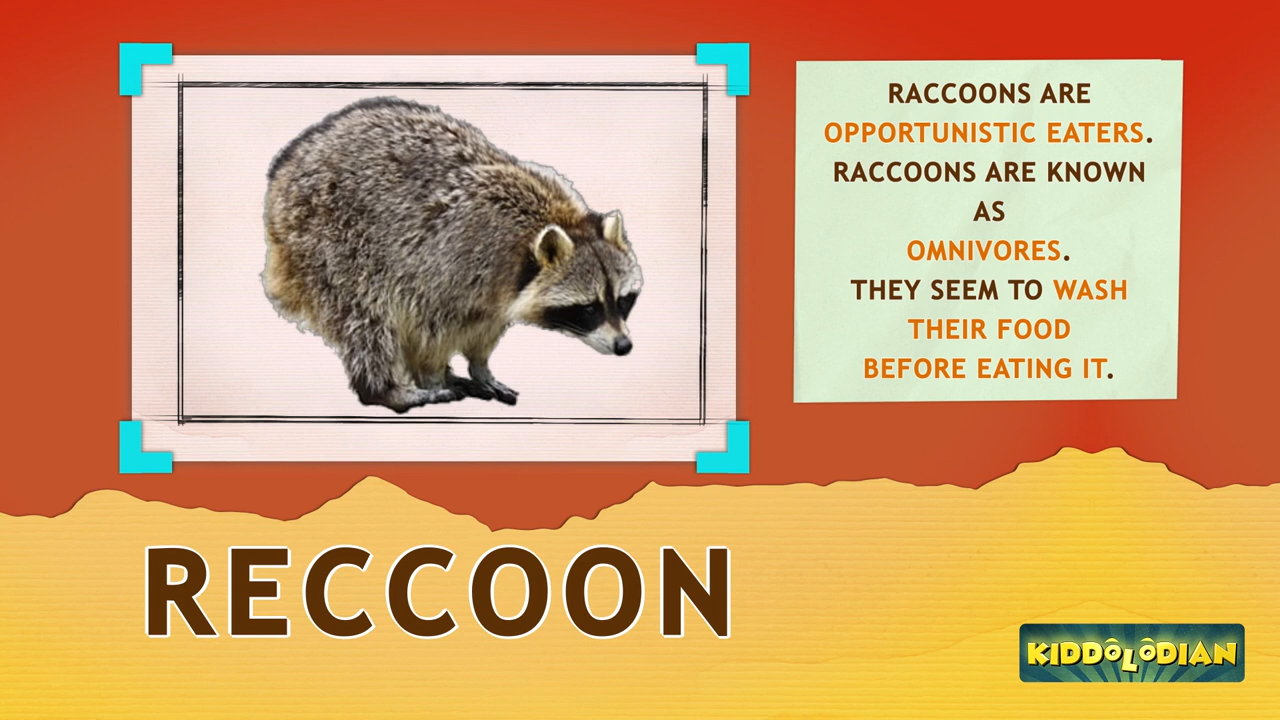 RACCOONS ARE
OPPORTUNISTIC EATERS.
RACCOONS ARE KNOWN
AS
OMNIVORES.
THEY SEEM TO WASH
THEIR FOOD
BEFORE EATING IT.
RECCOON
KIDDÔLÔDIAN